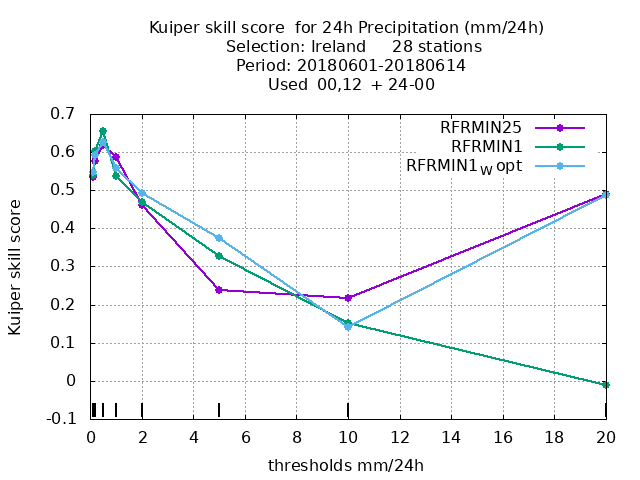 Kuiper skill score  for 24h Precipitation (mm/24h)
Selection: Ireland     28 stations
Period: 20180601-20180614
Used  00,12  + 24-00
RFRMIN25
RFRMIN1
RFRMIN1W opt
Kuiper skill score
0.7
0.6
0.5
0.4
0.3
0.2
0.1
0
-0.1
0 2 4 6 8 10 12 14 16 18 20
thresholds mm/24h